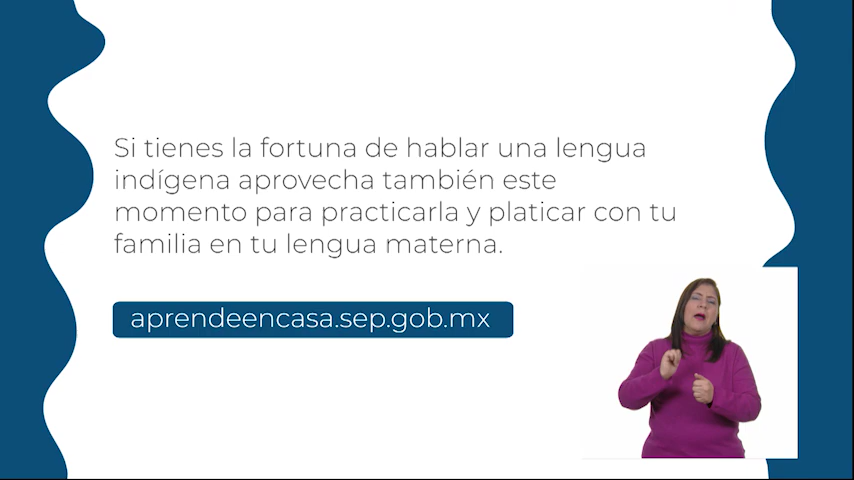 Si tienes la fortuna de hablar una lengua
indígena aprovecha también este
momento para practicarla y platicar con tu
familia en tu lengua materna.
aprendeencasa.sep.gob.mx